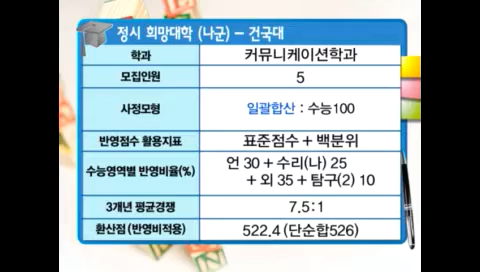 정시 희망대학 (나군) – 건국대
학과 커뮤니케이션학과
모집인원 5
사정모형 일괄합산 : 수능100
반영점수 활용지표 표준점수 + 백분위
수능영역별 반영비율(%) 언 30 + 수리(나) 25
+ 외 35 + 탐구(2) 10
3개년 평균경쟁 7.5:1
환산점 (반영비적용) 522.4 (단순합526)